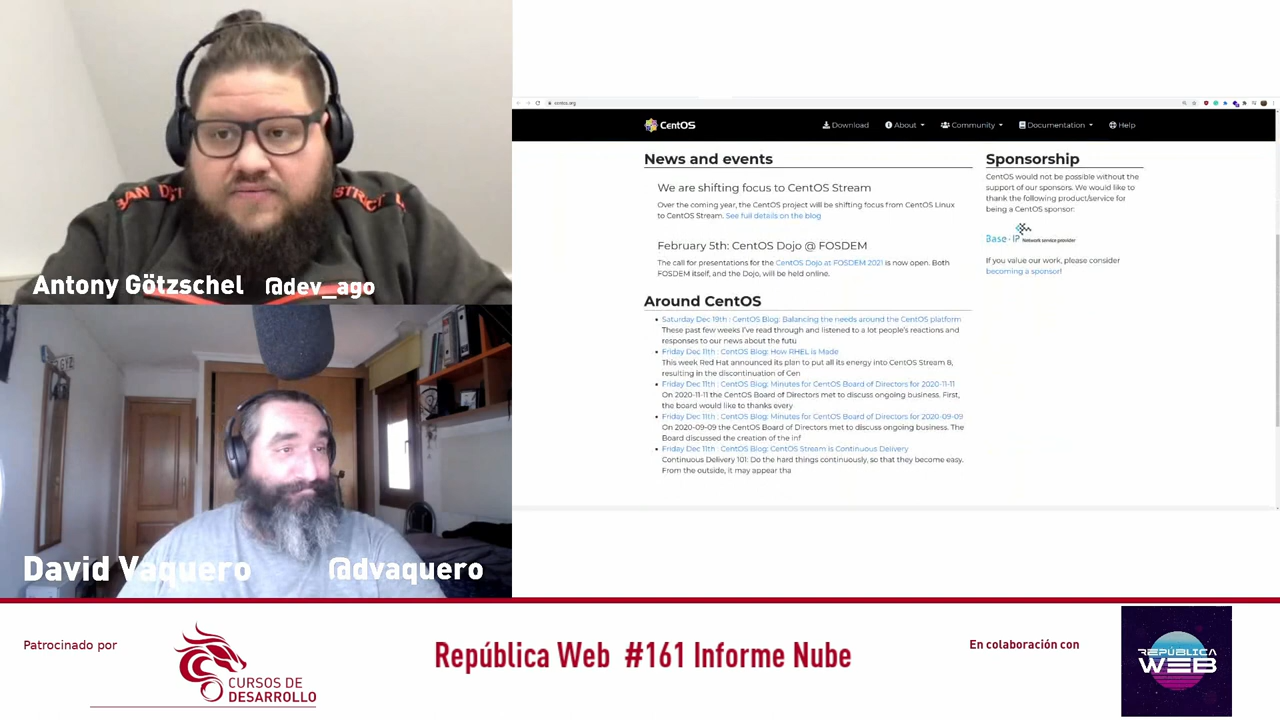 BAN DIST
STRICT L
Antony Götzschel @dev_ago
David Vaquero @dvaquero
centos.org
CentOS
Download
About
Community
Documentation
Help
News and events
We are shifting focus to CentOS Stream
Over the coming year, the CentOS project will be shifting focus from CentOS Linux
to CentOS Stream. See full details on the blog
February 5th: CentOS Dojo @ FOSDEM
The call for presentations for the CentOS Dojo at FOSDEM 2021 is now open. Both
FOSDEM itself, and the Dojo, will be held online.
Around CentOS
Saturday Dec 19th : CentOS Blog: Balancing the needs around the CentOS platform
These past few weeks I've read through and listened to a lot people's reactions and
responses to our news about the futu
Friday Dec 11th : CentOS Blog: How RHEL is Made
This week Red Hat announced its plan to put all its energy into CentOS Stream 8,
resulting in the discontinuation of Cen
Friday Dec 11th : CentOS Blog: Minutes for CentOS Board of Directors for 2020-11-11
On 2020-11-11 the CentOS Board of Directors met to discuss ongoing business. First,
the board would like to thanks every
Friday Dec 11th : CentOS Blog: Minutes for CentOS Board of Directors for 2020-09-09
On 2020-09-09 the CentOS Board of Directors met to discuss ongoing business. The
Board discussed the creation of the inf
Friday Dec 11th : CentOS Blog: CentOS Stream is Continuous Delivery
Continuous Delivery 101: Do the hard things continuously, so that they become easy.
From the outside, it may appear tha
Sponsorship
CentOS would not be possible without the
support of our sponsors. We would like to
thank the following product/service for
being a CentOS sponsor:
Base-IP Network service provider
If you value our work, please consider
becoming a sponsor!
Patrocinado por
CURSOS DE
DESARROLLO
República Web #161 Informe Nube
En colaboración con
REPÚBLICA
WEB